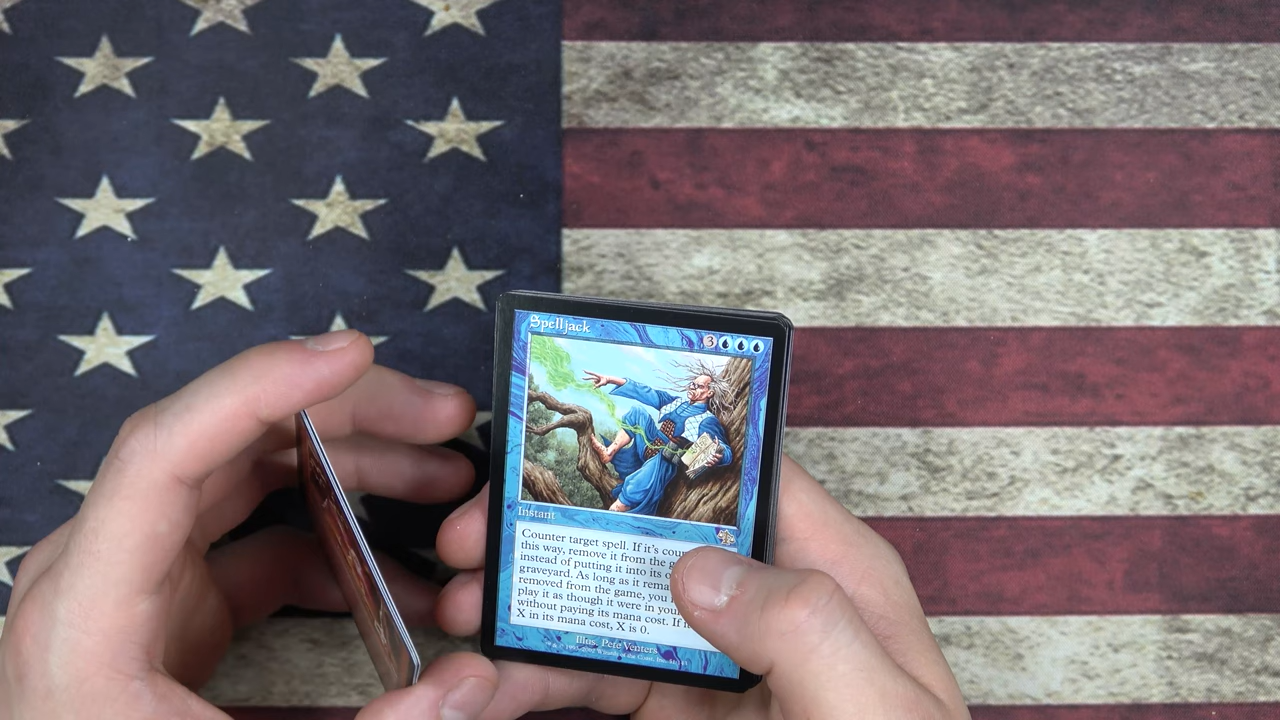 Spelljack
3
Instant
Counter target spell. If it's cou
this way, remove it from the
instead of putting it into its o
graveyard. As long as it rema
removed from the game, you
play it as though it were in your
without paying its mana cost. If
X in its mana cost, X is 0.
Illus. Pete Venters